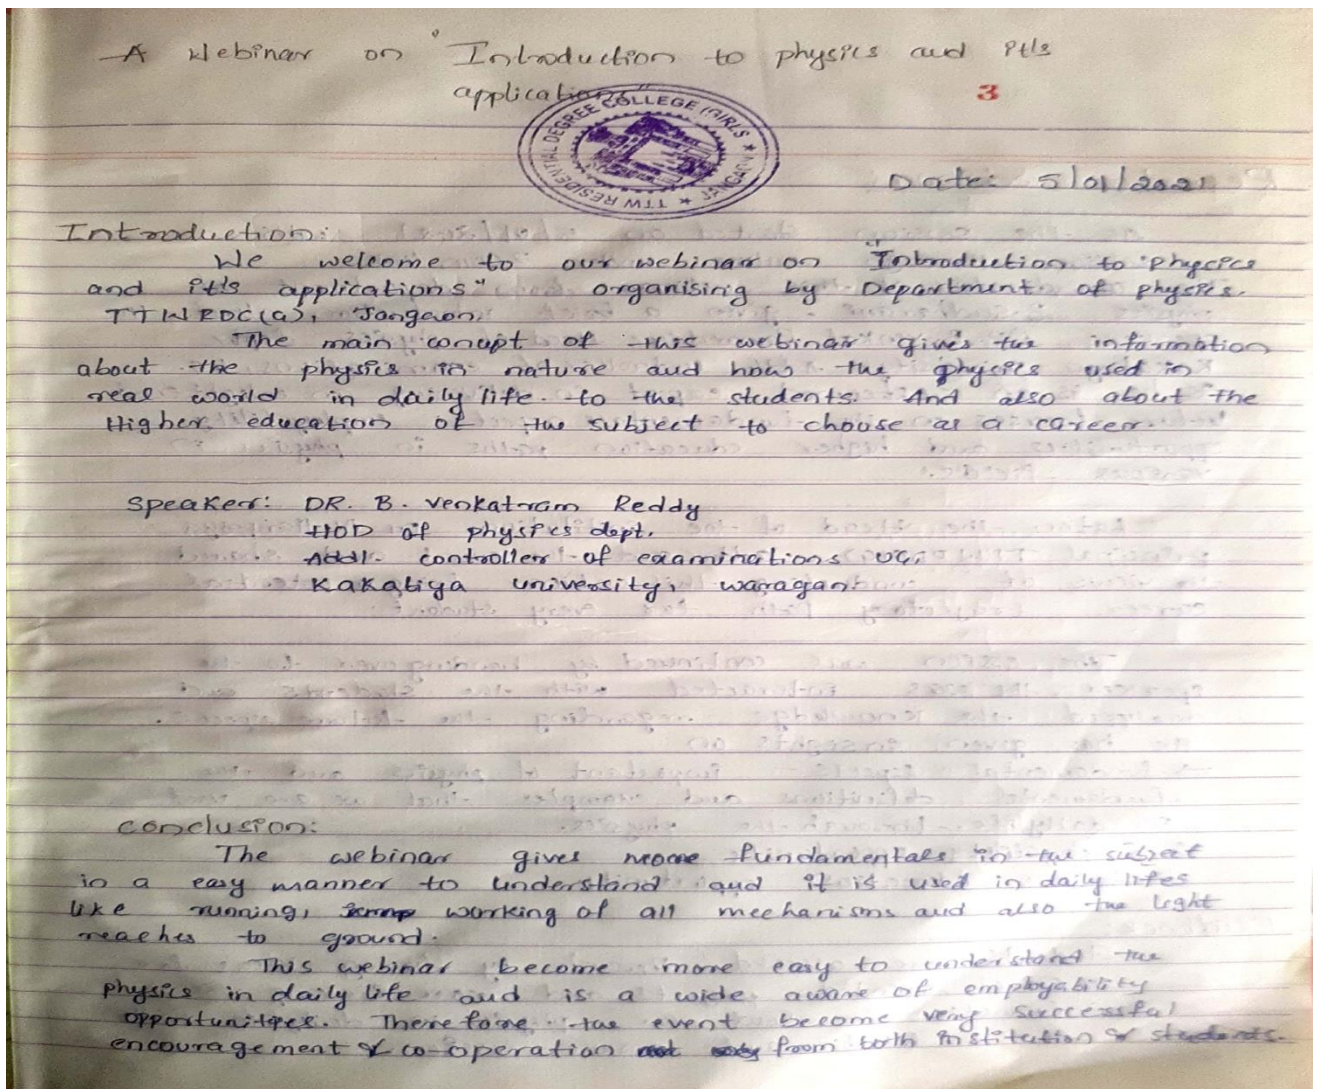 A Webinar on "Introduction to physics and it's
applications"
3
TTW RESIDENTIAL DEGREE COLLEGE (GIRLS) * JANGAON *
Date: 5/01/2021
Introduction:
We welcome to our webinar on "Introduction to physics
and it's applications" organising by Department of physics.
TTWRDC(G), Jangaon.
The main conept of this webinar gives the information
about the physics in nature and how the physics used in
real world in daily life. to the students. And also about the
Higher education of the subject to choose as a career.
Speaker: DR. B. Venkatram Reddy
HOD of physics dept.
Addl. controller of examinations UG,
Kakatiya university, waragan
conclusion:
The webinar gives more fundamentals in the subject
in a easy manner to understand and it is used in daily lifes
like running, working of all meechanisms and also the light
reaches to ground.
This webinar become more easy to understand the
physics in daily life and is a wide aware of employability
opportunities. Therefore, the event become very successful
encouragement & co-operation from both institution & students.